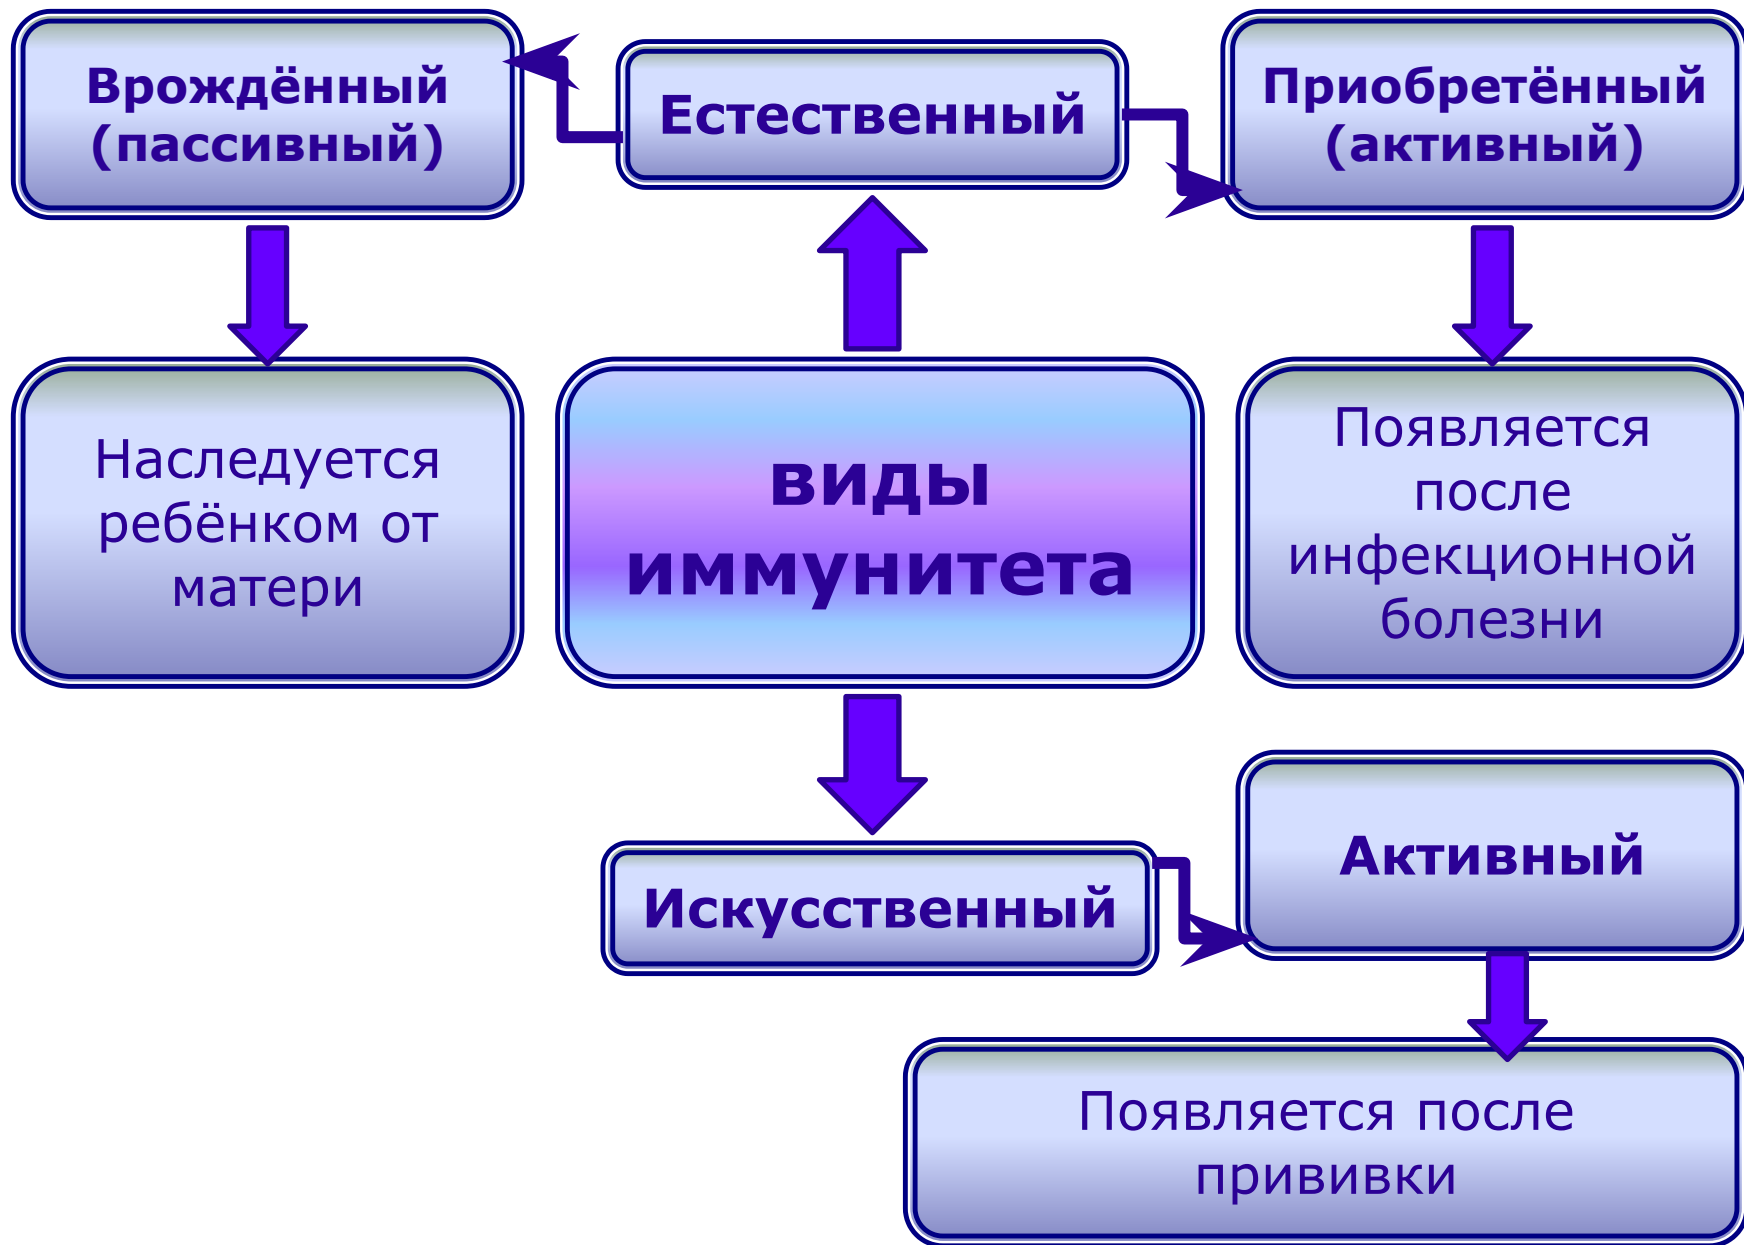 Врождённый
(пассивный)
Естественный
Приобретённый
(активный)
Наследуется
ребёнком от
матери
виды
иммунитета
Появляется
после
инфекционной
болезни
Искусственный
Активный
Появляется после
прививки